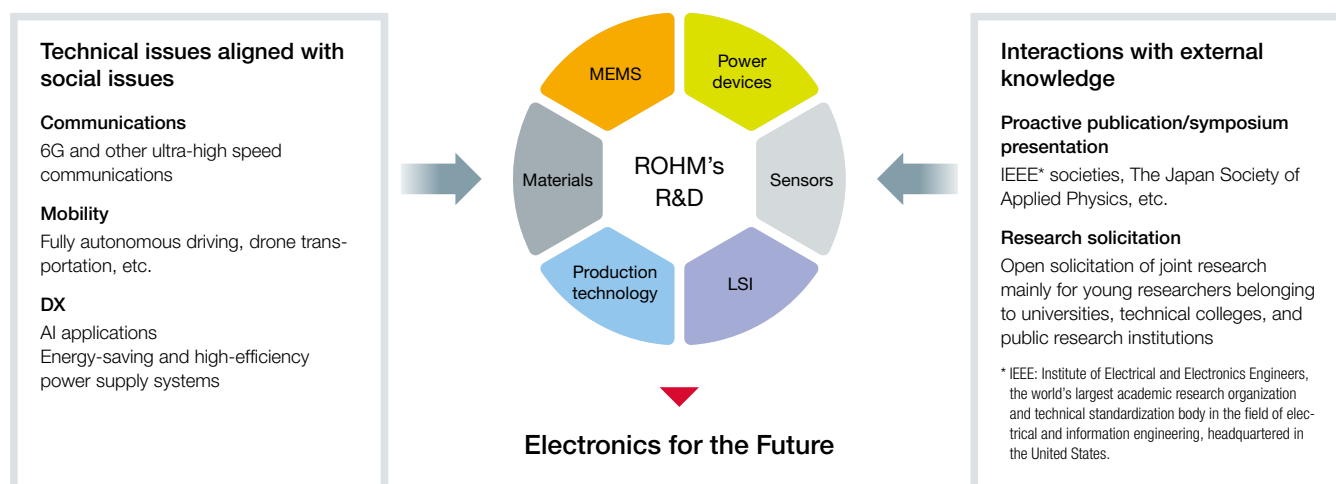 Technical issues aligned with
social issues
Communications
6G and other ultra-high speed
communications
Mobility
Fully autonomous driving, drone trans-
portation, etc.
DX
AI applications
Energy-saving and high-efficiency
power supply systems
MEMS
Power
devices
Materials
ROHM's
R&D
Sensors
Production
technology
LSI
Electronics for the Future
Interactions with external
knowledge
Proactive publication/symposium
presentation
IEEE* societies, The Japan Society of
Applied Physics, etc.
Research solicitation
Open solicitation of joint research
mainly for young researchers belonging
to universities, technical colleges, and
public research institutions
* IEEE: Institute of Electrical and Electronics Engineers,
the world's largest academic research organization
and technical standardization body in the field of elec-
trical and information engineering, headquartered in
the United States.